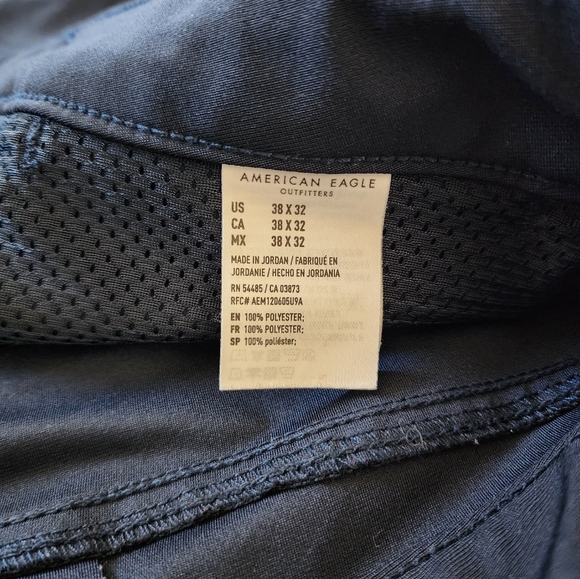 AMERICAN EAGLE
OUTFITTERS
US 38 X 32
CA 38 X 32
MX 38 X 32
MADE IN JORDAN / FABRIQUÉ EN
JORDANIE / HECHO EN JORDANIA
RN 54485 / CA 03873
RFC# AEM120605U9A
EN 100% POLYESTER;
FR 100% POLYESTER;
SP 100% poliéster;